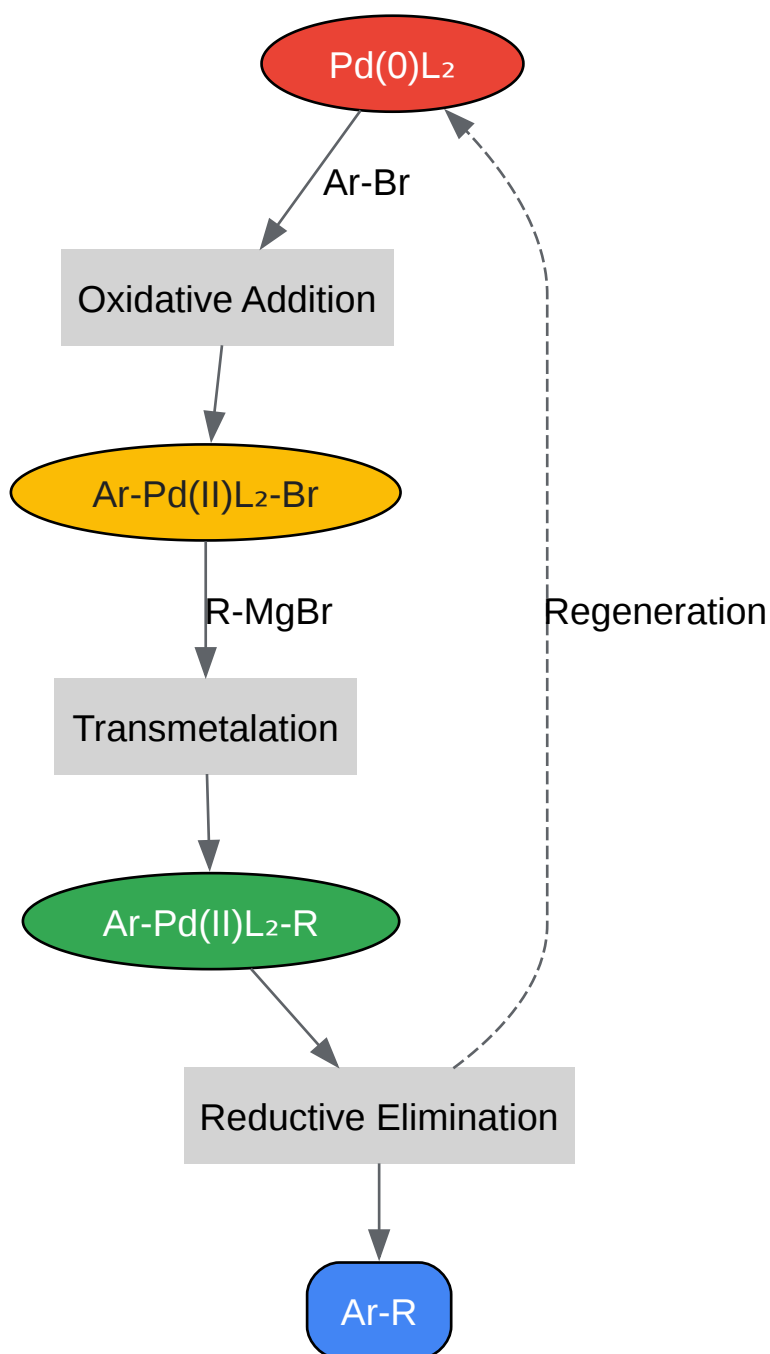 Pd(0)L₂
Ar-Br
Oxidative Addition
Ar-Pd(II)L₂-Br
R-MgBr
Regeneration
Transmetalation
Ar-Pd(II)L₂-R
Reductive Elimination
Ar-R